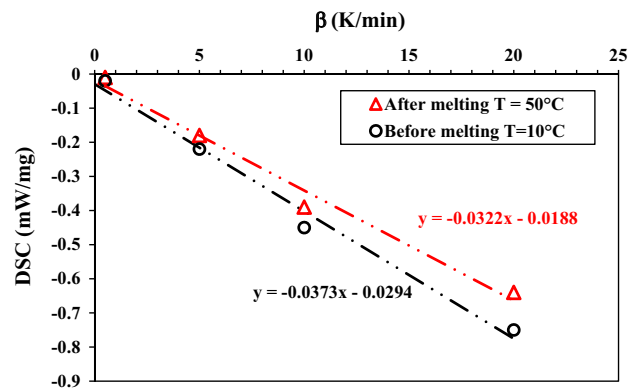 β (K/min)
0 5 10 15 20 25
0
-0.1
-0.2
-0.3
-0.4
-0.5
-0.6
-0.7
-0.8
-0.9
DSC (mW/mg)
After melting T = 50°C
Before melting T=10°C
y = -0.0322x - 0.0188
y = -0.0373x - 0.0294